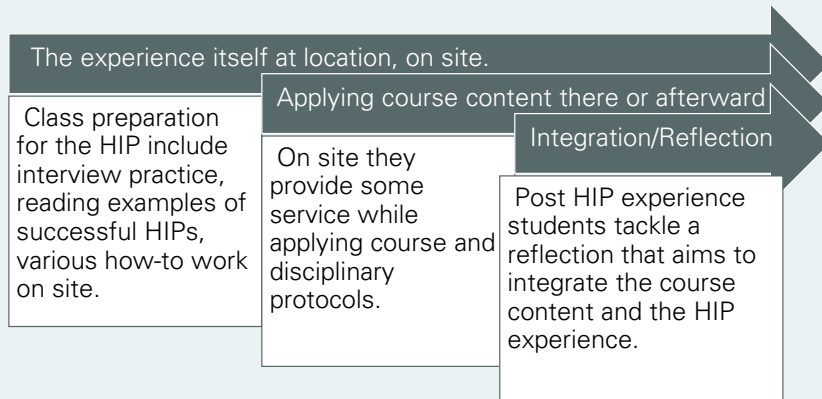 The experience itself at location, on site.
Class preparation
for the HIP include
interview practice,
reading examples of
successful HIPs,
various how-to work
on site.
Applying course content there or afterward
On site they
provide some
service while
applying course and
disciplinary
protocols.
Integration/Reflection
Post HIP experience
students tackle a
reflection that aims to
integrate the course
content and the HIP
experience.